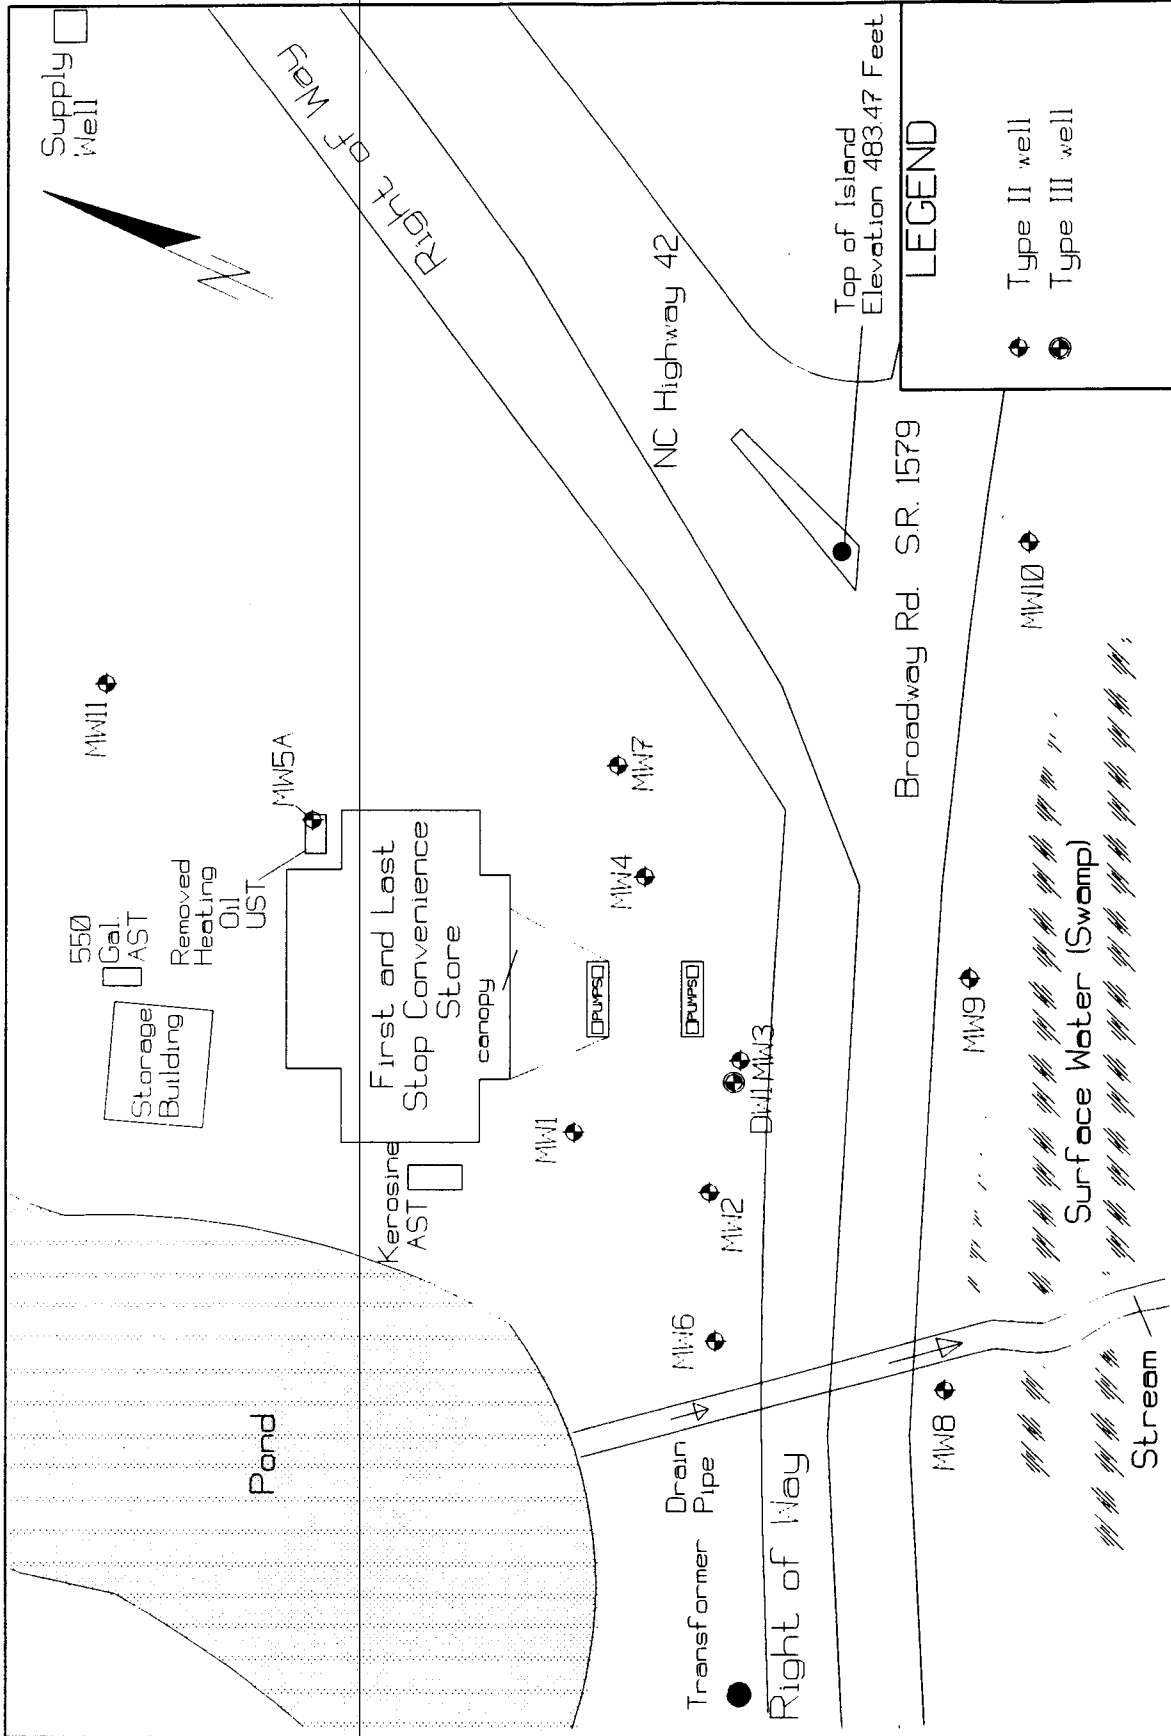 Supply
Well
Right of Way
N
NC Highway 42
Top of Island
Elevation 483.47 Feet
LEGEND
Type II well
Type III well
MW11
MW5A
550
Gal.
AST
Removed
Heating
Oil
UST
Storage
Building
First and Last
Stop Convenience
Store
canopy
PUMPS
PUMPS
MW7
MW4
MW1
DW1
MW3
MW2
MW6
Kerosine
AST
Pond
Drain
Pipe
Transformer
Right of Way
Broadway Rd. S.R. 1579
MW10
MW9
MW8
Surface Water (Swamp)
Stream